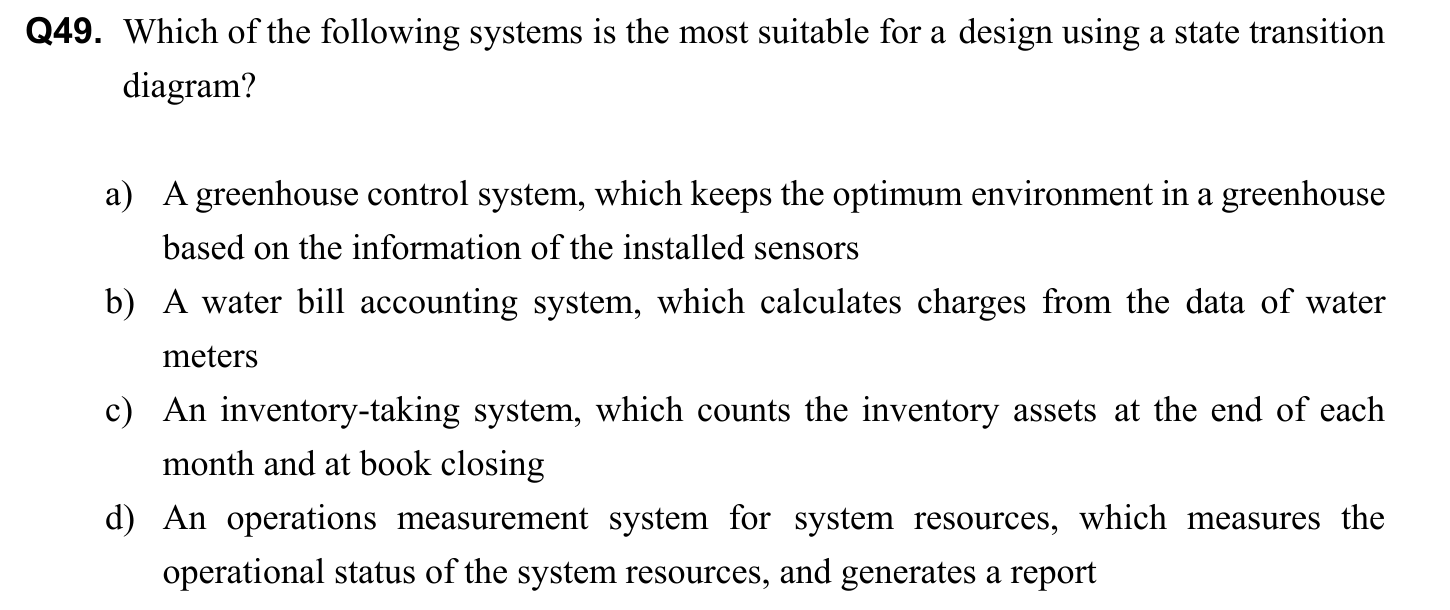 Q49. Which of the following systems is the most suitable for a design using a state transition
diagram?
a) A greenhouse control system, which keeps the optimum environment in a greenhouse
based on the information of the installed sensors
b) A water bill accounting system, which calculates charges from the data of water
meters
c) An inventory-taking system, which counts the inventory assets at the end of each
month and at book closing
d) An operations measurement system for system resources, which measures the
operational status of the system resources, and generates a report